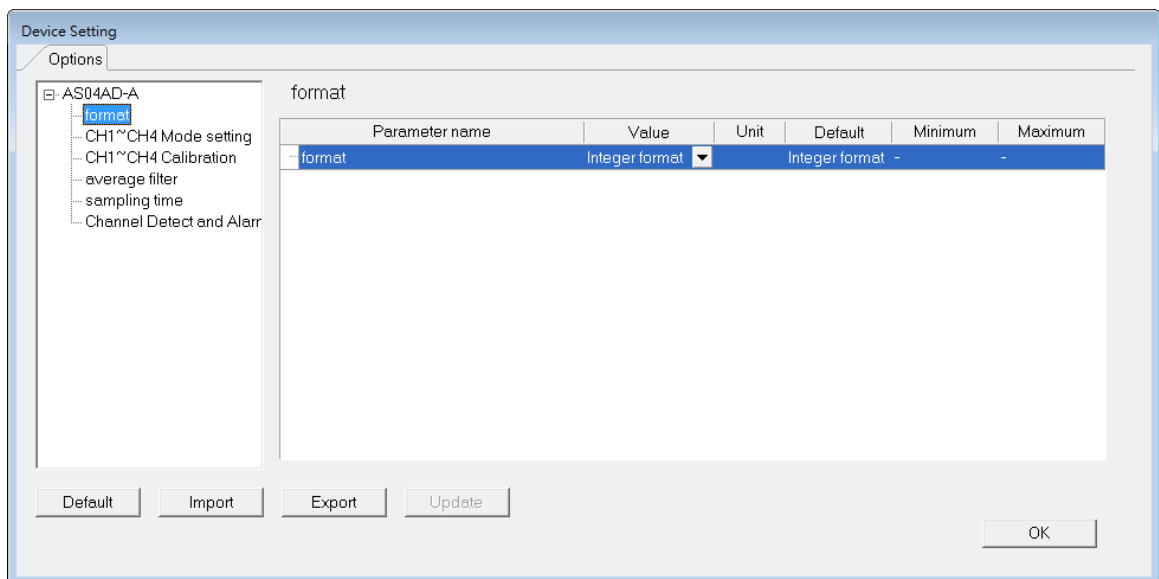 Device Setting
Options
AS04AD-A
format
CH1~CH4 Mode setting
CH1~CH4 Calibration
average filter
sampling time
Channel Detect and Alarr
format
Parameter name Value Unit Default Minimum Maximum
format Integer format Integer format - -
Default Import Export Update
OK